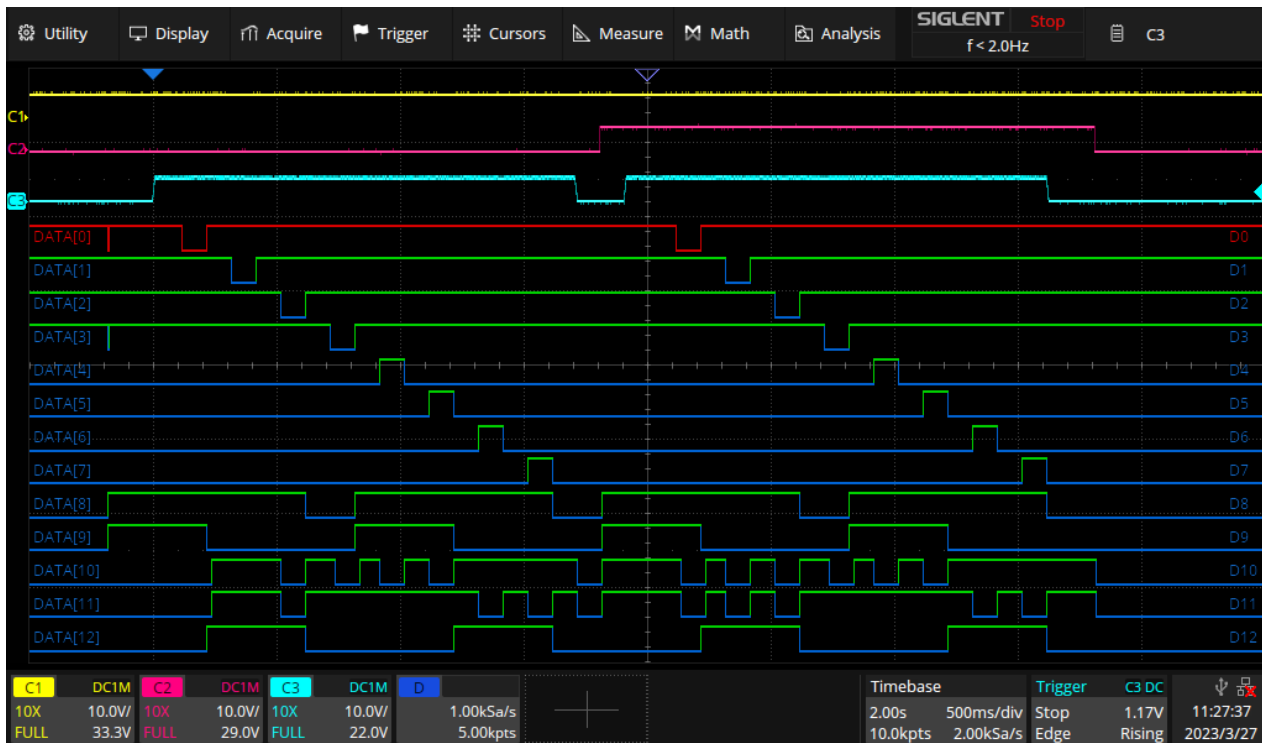 Utility Display Acquire Trigger Cursors Measure Math Analysis SIGLENT Stop C3
f < 2.0Hz
C1
C2
C3
DATA[0] D0
DATA[1] D1
DATA[2] D2
DATA[3] D3
DATA[4] D4
DATA[5] D5
DATA[6] D6
DATA[7] D7
DATA[8] D8
DATA[9] D9
DATA[10] D10
DATA[11] D11
DATA[12] D12
C1 DC1M C2 DC1M C3 DC1M D Timebase Trigger C3 DC
10X 10.0V/ 10X 10.0V/ 10X 10.0V/ 1.00kSa/s 2.00s 500ms/div Stop 1.17V 11:27:37
FULL 33.3V FULL 29.0V FULL 22.0V 5.00kpts 10.0kpts 2.00kSa/s Edge Rising 2023/3/27